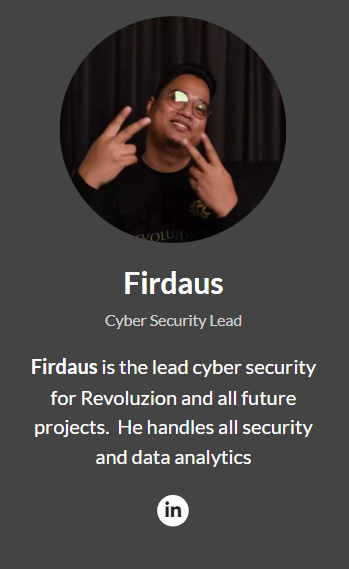 Firdaus
Cyber Security Lead
Firdaus is the lead cyber security
for Revoluzion and all future
projects.  He handles all security
and data analytics
in